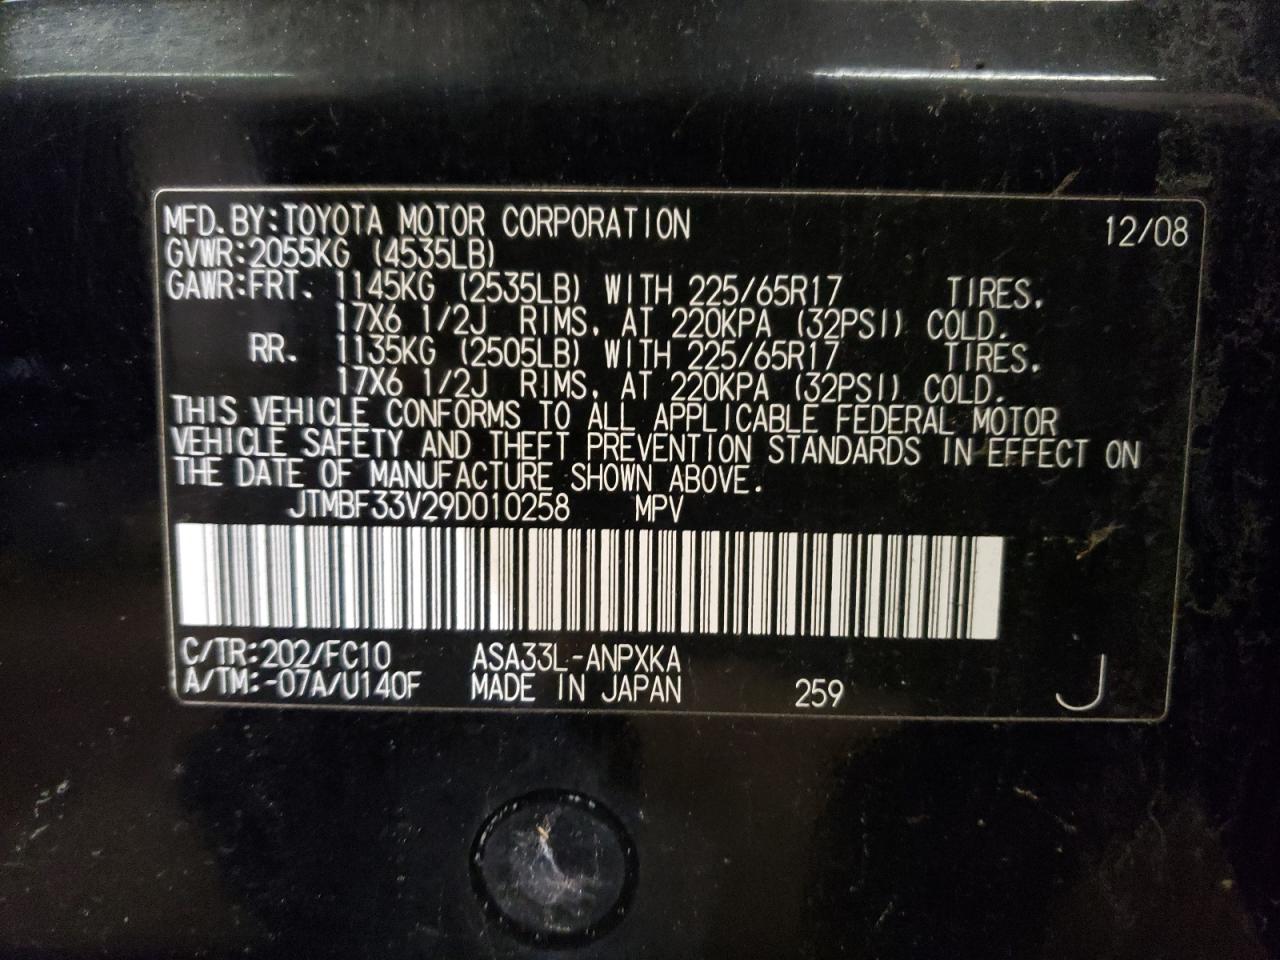 MFD.BY:TOYOTA MOTOR CORPORATION 12/08
GVWR:2055KG (4535LB)
GAWR:FRT. 1145KG (2535LB) WITH 225/65R17 TIRES,
17X6 1/2J RIMS, AT 220KPA (32PSI) COLD.
RR. 1135KG (2505LB) WITH 225/65R17 TIRES,
17X6 1/2J RIMS, AT 220KPA (32PSI) COLD.
THIS VEHICLE CONFORMS TO ALL APPLICABLE FEDERAL MOTOR
VEHICLE SAFETY AND THEFT PREVENTION STANDARDS IN EFFECT ON
THE DATE OF MANUFACTURE SHOWN ABOVE.
JTMBF33V29D010258 MPV
C/TR:202/FC10 ASA33L-ANPXKA
A/TM:-07A/U140F MADE IN JAPAN 259 J